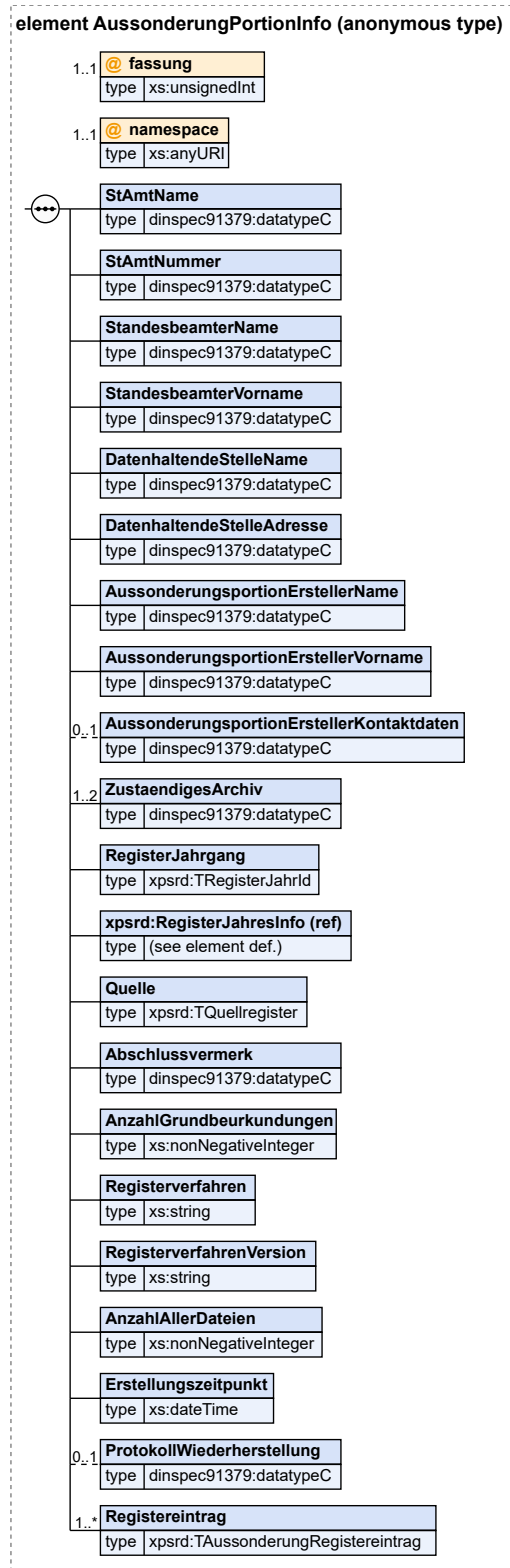 element AussonderungPortionInfo (anonymous type)
1..1 @ fassung
type xs:unsignedInt
1..1 @ namespace
type xs:anyURI
StAmtName
type dinspec91379:datatypeC
StAmtNummer
type dinspec91379:datatypeC
StandesbeamterName
type dinspec91379:datatypeC
StandesbeamterVorname
type dinspec91379:datatypeC
DatenhaltendeStelleName
type dinspec91379:datatypeC
DatenhaltendeStelleAdresse
type dinspec91379:datatypeC
AussonderungsportionErstellerName
type dinspec91379:datatypeC
AussonderungsportionErstellerVorname
type dinspec91379:datatypeC
0..1 AussonderungsportionErstellerKontaktdaten
type dinspec91379:datatypeC
1..2 ZustaendigesArchiv
type dinspec91379:datatypeC
RegisterJahrgang
type xpsrd:TRegisterJahrId
xpsrd:RegisterJahresInfo (ref)
type (see element def.)
Quelle
type xpsrd:TQuellregister
Abschlussvermerk
type dinspec91379:datatypeC
AnzahlGrundbeurkundungen
type xs:nonNegativeInteger
Registerverfahren
type xs:string
RegisterverfahrenVersion
type xs:string
AnzahlAllerDateien
type xs:nonNegativeInteger
Erstellungszeitpunkt
type xs:dateTime
0..1 ProtokollWiederherstellung
type dinspec91379:datatypeC
1..* Registereintrag
type xpsrd:TAussonderungRegistereintrag